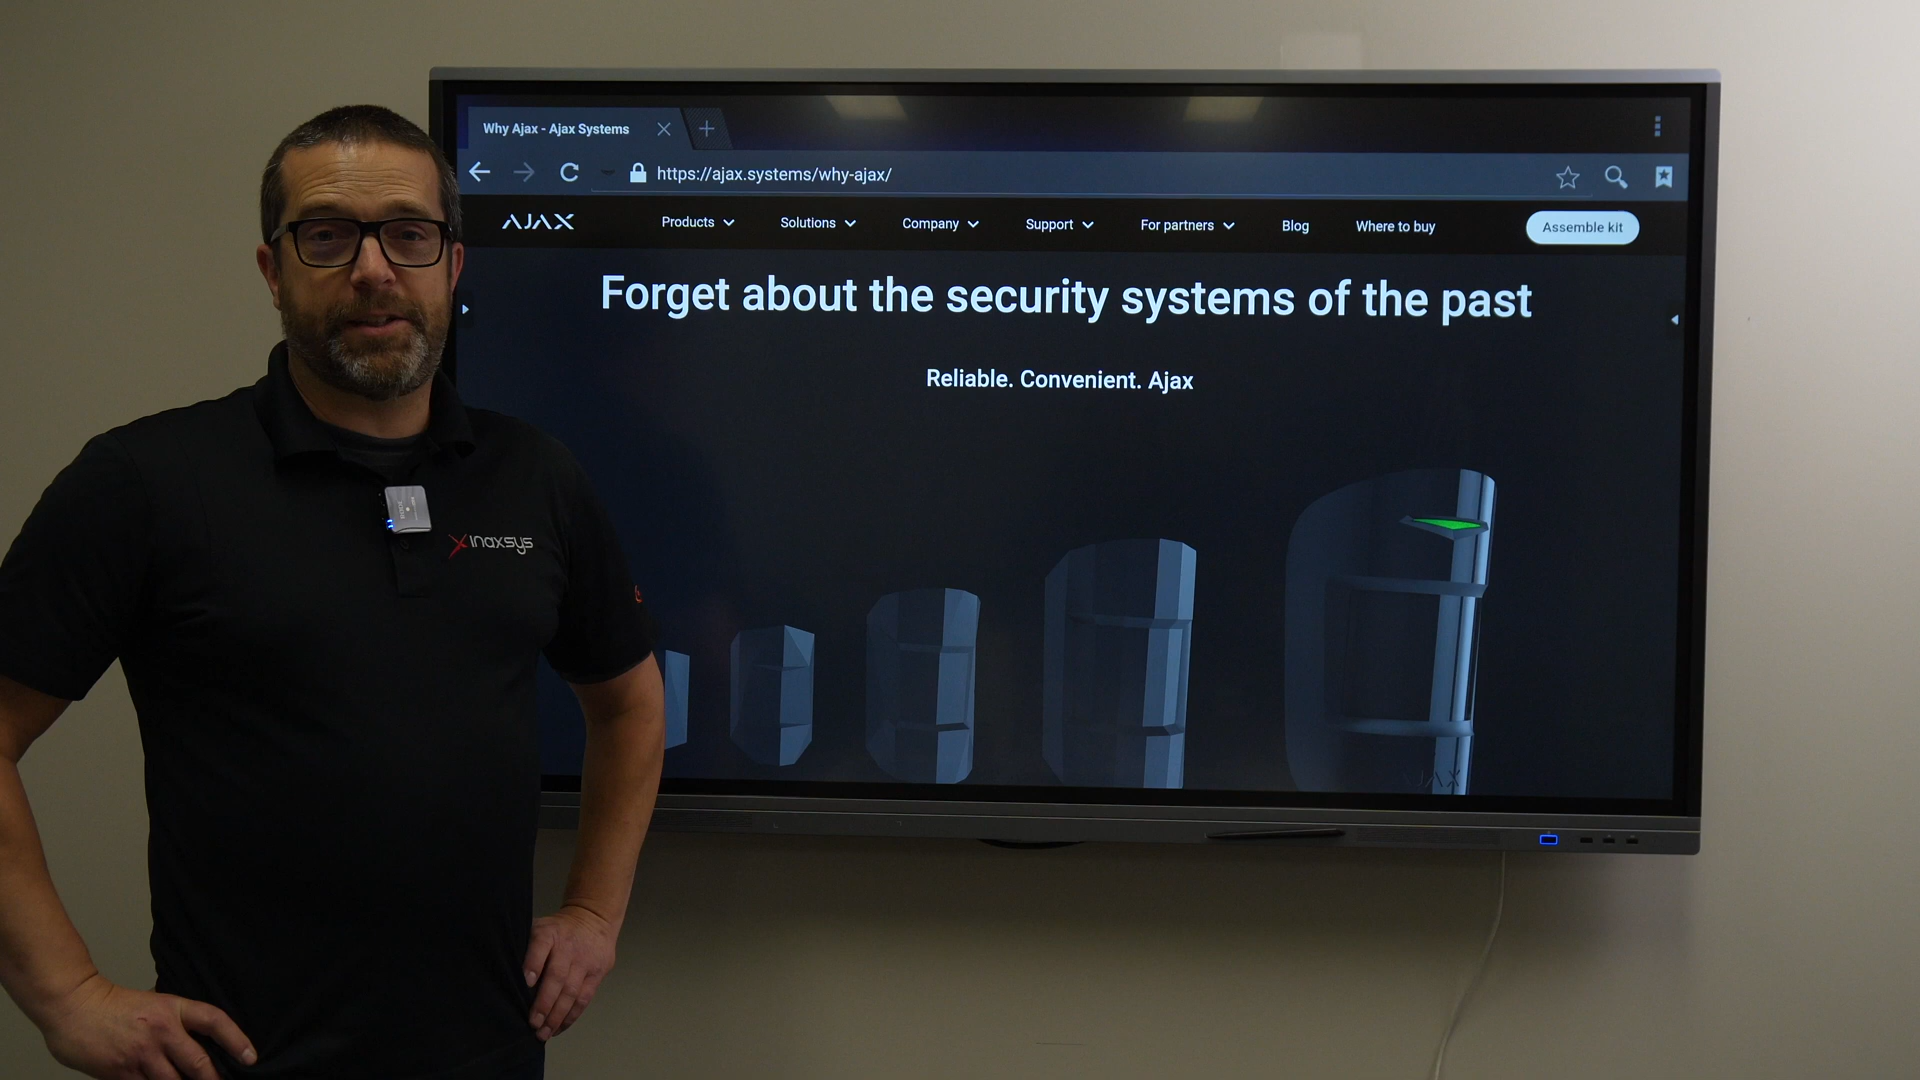 Why Ajax - Ajax Systems
https://ajax.systems/why-ajax/
AJAX
Products
Solutions
Company
Support
For partners
Blog
Where to buy
Assemble kit
Forget about the security systems of the past
Reliable. Convenient. Ajax
inaxsys
AJAX